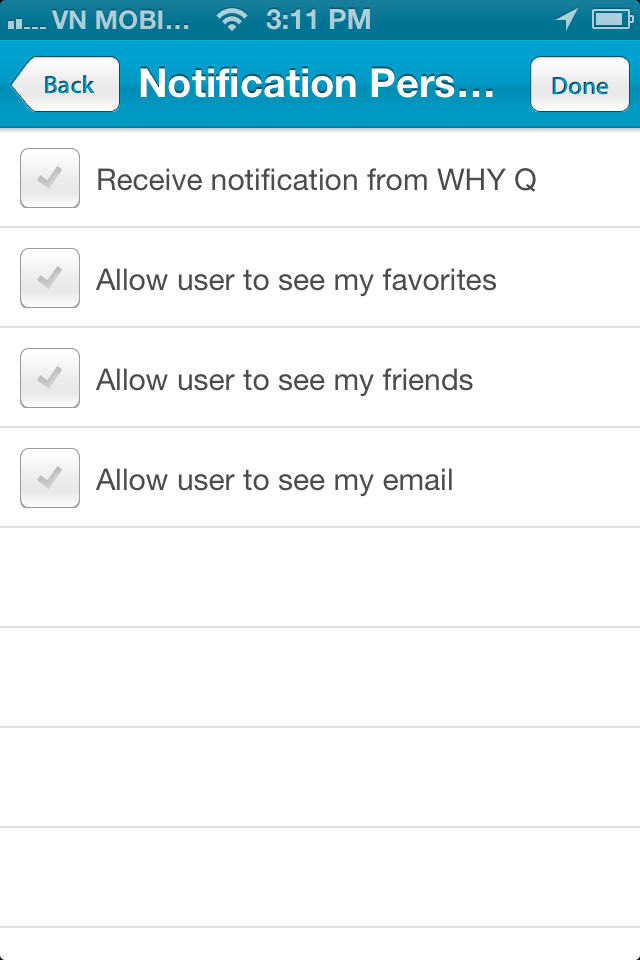 VN MOBI... 3:11 PM
Back Notification Pers... Done
Receive notification from WHY Q
Allow user to see my favorites
Allow user to see my friends
Allow user to see my email